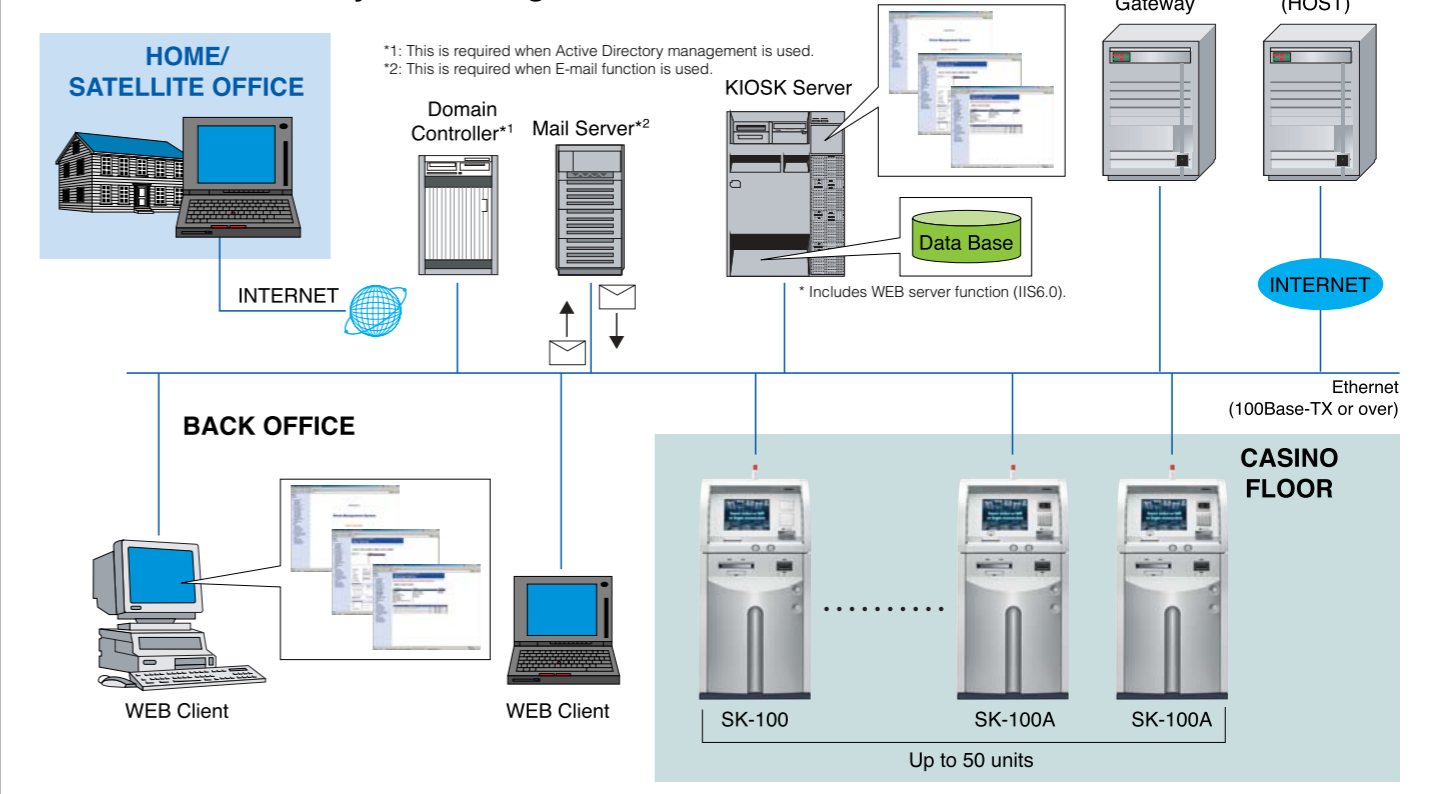 Gateway
(HOST)
HOME/
SATELLITE OFFICE
*1: This is required when Active Directory management is used.
*2: This is required when E-mail function is used.
KIOSK Server
Domain
Controller*1
Mail Server*2
Data Base
* Includes WEB server function (IIS6.0).
INTERNET
INTERNET
Ethernet
(100Base-TX or over)
BACK OFFICE
CASINO
FLOOR
WEB Client
WEB Client
SK-100
SK-100A
SK-100A
Up to 50 units